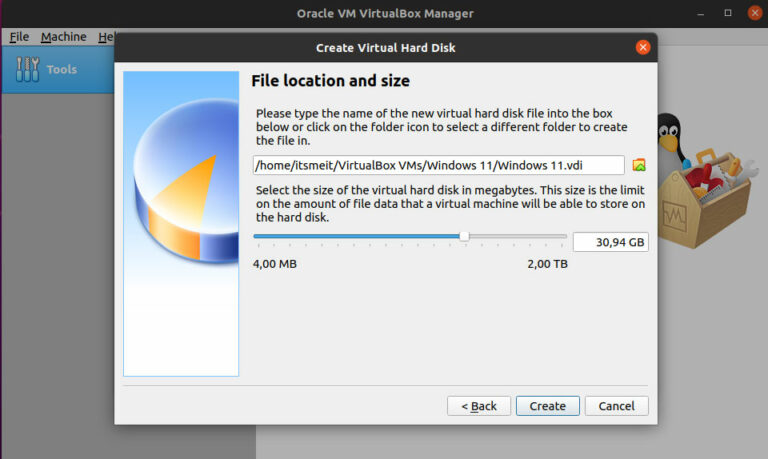 Oracle VM VirtualBox Manager
File Machine Hel
Tools
Create Virtual Hard Disk
File location and size
Please type the name of the new virtual hard disk file into the box
below or click on the folder icon to select a different folder to create
the file in.
/home/itsmeit/VirtualBox VMs/Windows 11/Windows 11.vdi
Select the size of the virtual hard disk in megabytes. This size is the limit
on the amount of file data that a virtual machine will be able to store on
the hard disk.
30,94 GB
4,00 MB 2,00 TB
< Back Create Cancel